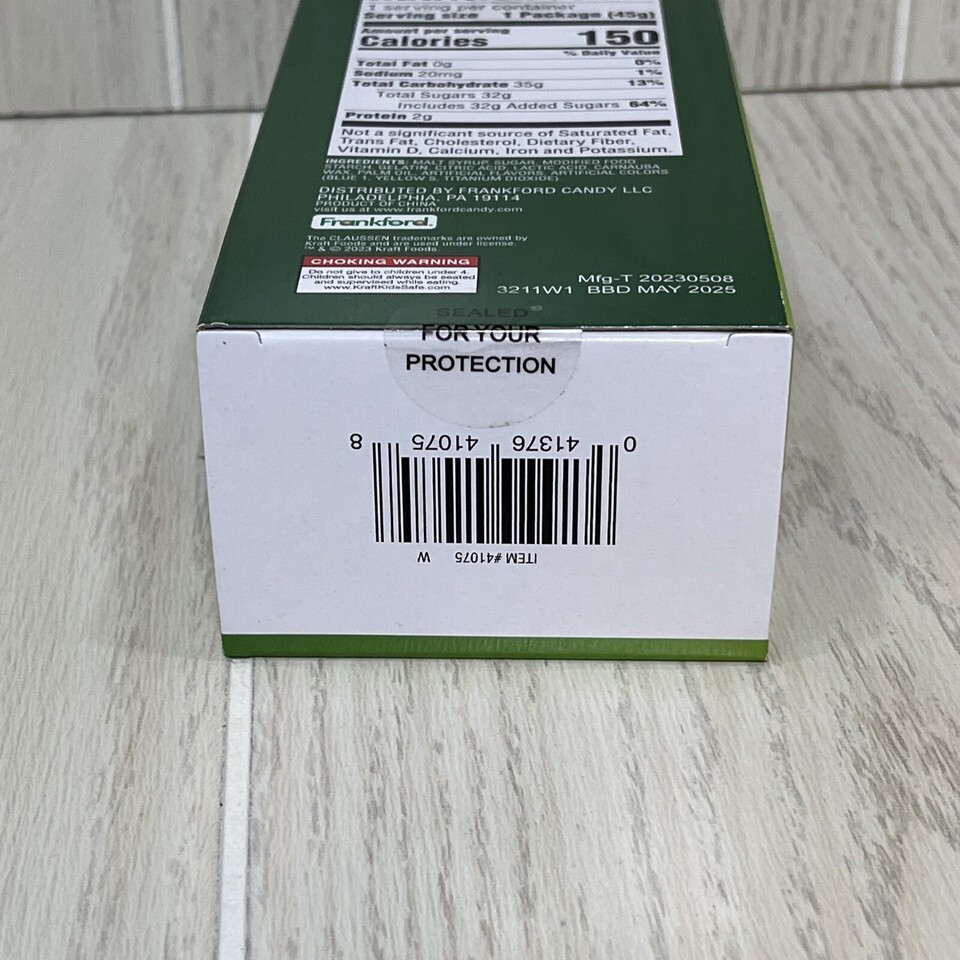 1 serving per container
Serving size 1 Package (45g)
Amount per serving
Calories 150
% Daily Value
Total Fat 0g 0%
Sodium 20mg 1%
Total Carbohydrate 35g 13%
Total Sugars 32g
Includes 32g Added Sugars 64%
Protein 2g
Not a significant source of Saturated Fat,
Trans Fat, Cholesterol, Dietary Fiber,
Vitamin D, Calcium, Iron and Potassium.
INGREDIENTS: MALT SYRUP, SUGAR, MODIFIED FOOD
STARCH, GELATIN, CITRIC ACID, LACTIC ACID, CARNAUBA
WAX, PALM OIL, ARTIFICIAL FLAVORS, ARTIFICIAL COLORS
(BLUE 1, YELLOW 5, TITANIUM DIOXIDE)
DISTRIBUTED BY FRANKFORD CANDY LLC
PHILADELPHIA, PA 19114
PRODUCT OF CHINA
visit us at www.frankfordcandy.com
Frankford.
The CLAUSSEN trademarks are owned by
Kraft Foods and are used under license.
™ & © 2023 Kraft Foods.
CHOKING WARNING
Do not give to children under 4.
Children should always be seated
and supervised while eating.
www.KraftKidsSafe.com
Mfg-T 20230508
3211W1 BBD MAY 2025
SEALED
FOR YOUR
PROTECTION
0 41376 41075 8
ITEM #41075 W